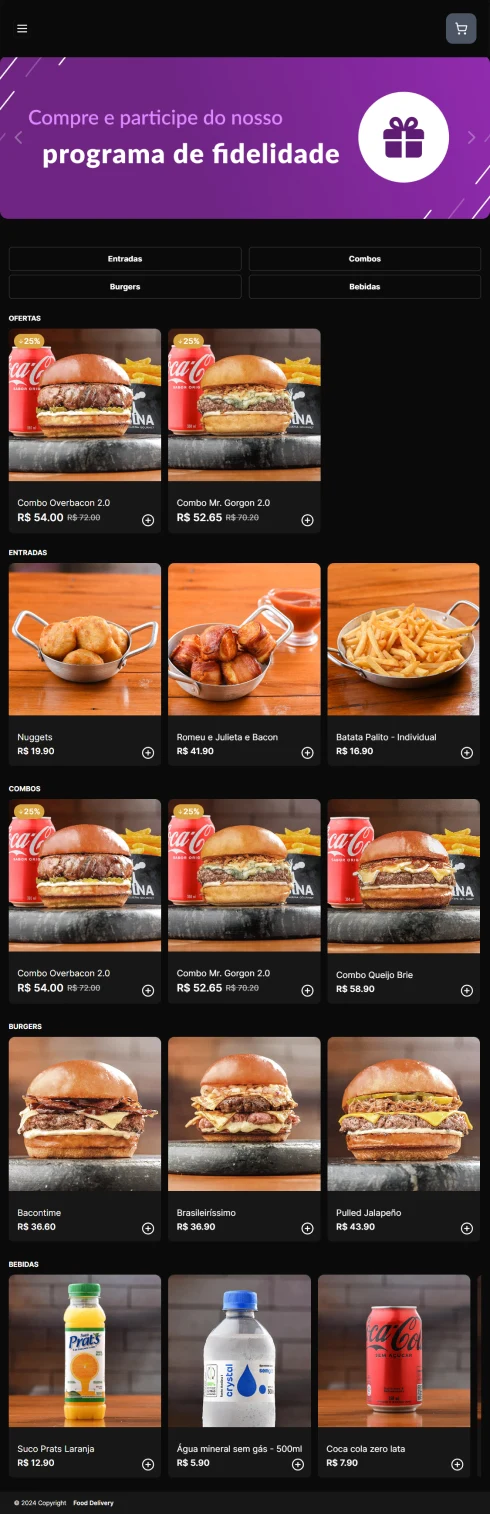 Compre e participe do nosso
programa de fidelidade
Entradas
Combos
Burgers
Bebidas
OFERTAS
25%
25%
Combo Overbacon 2.0
R$ 54.00 R$ 72.00
Combo Mr. Gorgon 2.0
R$ 52.65 R$ 70.20
ENTRADAS
Nuggets
R$ 19.90
Romeu e Julieta e Bacon
R$ 41.90
Batata Palito - Individual
R$ 16.90
COMBOS
25%
25%
Combo Overbacon 2.0
R$ 54.00 R$ 72.00
Combo Mr. Gorgon 2.0
R$ 52.65 R$ 70.20
Combo Queijo Brie
R$ 58.90
BURGERS
Bacontime
R$ 36.60
Brasileiríssimo
R$ 36.90
Pulled Jalapeño
R$ 43.90
BEBIDAS
Prat's
crystal
Suco Prats Laranja
R$ 12.90
Água mineral sem gás - 500ml
R$ 5.90
Coca cola zero lata
R$ 7.90
© 2024 Copyright Food Delivery